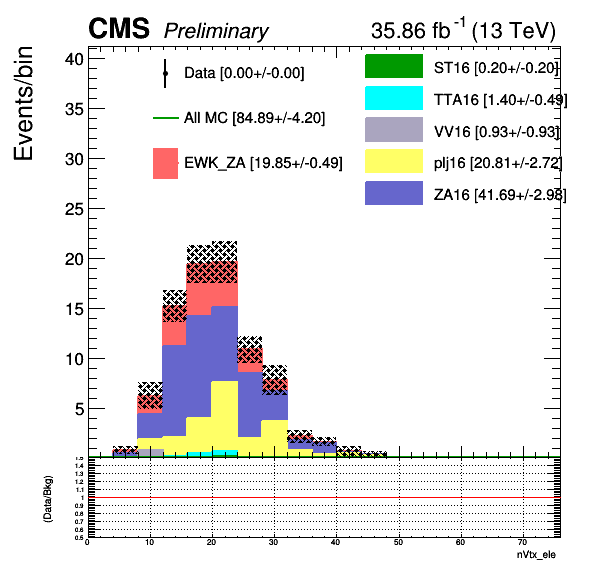 CMS Preliminary 35.86 fb⁻¹ (13 TeV)
Events/bin
40
35
30
25
20
15
10
5
Data [0.00+/-0.00]
All MC [84.89+/-4.20]
EWK_ZA [19.85+/-0.49]
ST16 [0.20+/-0.20]
TTA16 [1.40+/-0.49]
VV16 [0.93+/-0.93]
plj16 [20.81+/-2.72]
ZA16 [41.69+/-2.98]
(Data/Bkg)
1.5
1.4
1.3
1.2
1.1
1
0.9
0.8
0.7
0.6
0.5
0 10 20 30 40 50 60 70
nVtx_ele